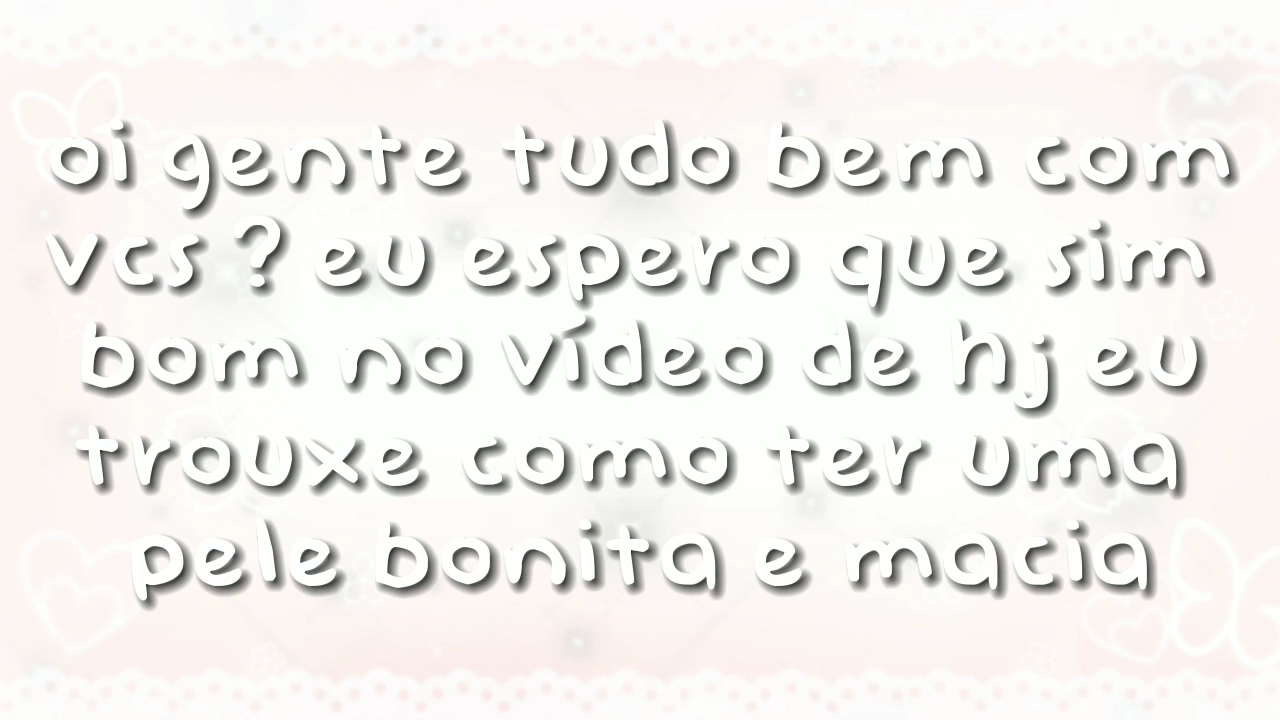 oi gente tudo bem com
vcs ? eu espero que sim
bom no vídeo de hj eu
trouxe como ter uma
pele bonita e macia